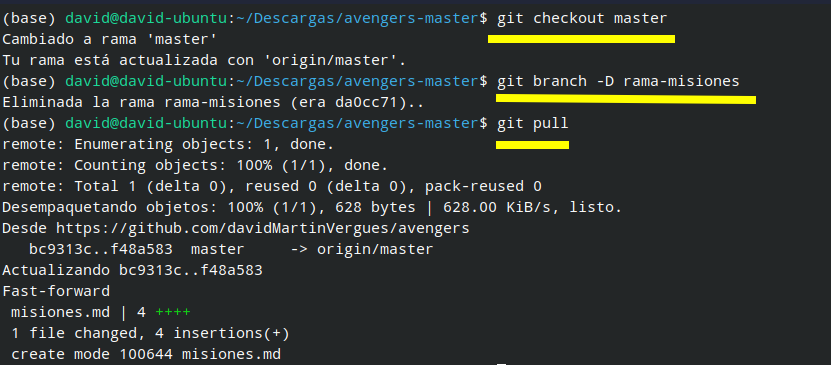 (base) david@david-ubuntu:~/Descargas/avengers-master$ git checkout master
Cambiado a rama 'master'
Tu rama está actualizada con 'origin/master'.
(base) david@david-ubuntu:~/Descargas/avengers-master$ git branch -D rama-misiones
Eliminada la rama rama-misiones (era da0cc71)..
(base) david@david-ubuntu:~/Descargas/avengers-master$ git pull
remote: Enumerating objects: 1, done.
remote: Counting objects: 100% (1/1), done.
remote: Total 1 (delta 0), reused 0 (delta 0), pack-reused 0
Desempaquetando objetos: 100% (1/1), 628 bytes | 628.00 KiB/s, listo.
Desde https://github.com/davidMartinVergues/avengers
   bc9313c..f48a583  master     -> origin/master
Actualizando bc9313c..f48a583
Fast-forward
 misiones.md | 4 ++++
 1 file changed, 4 insertions(+)
 create mode 100644 misiones.md